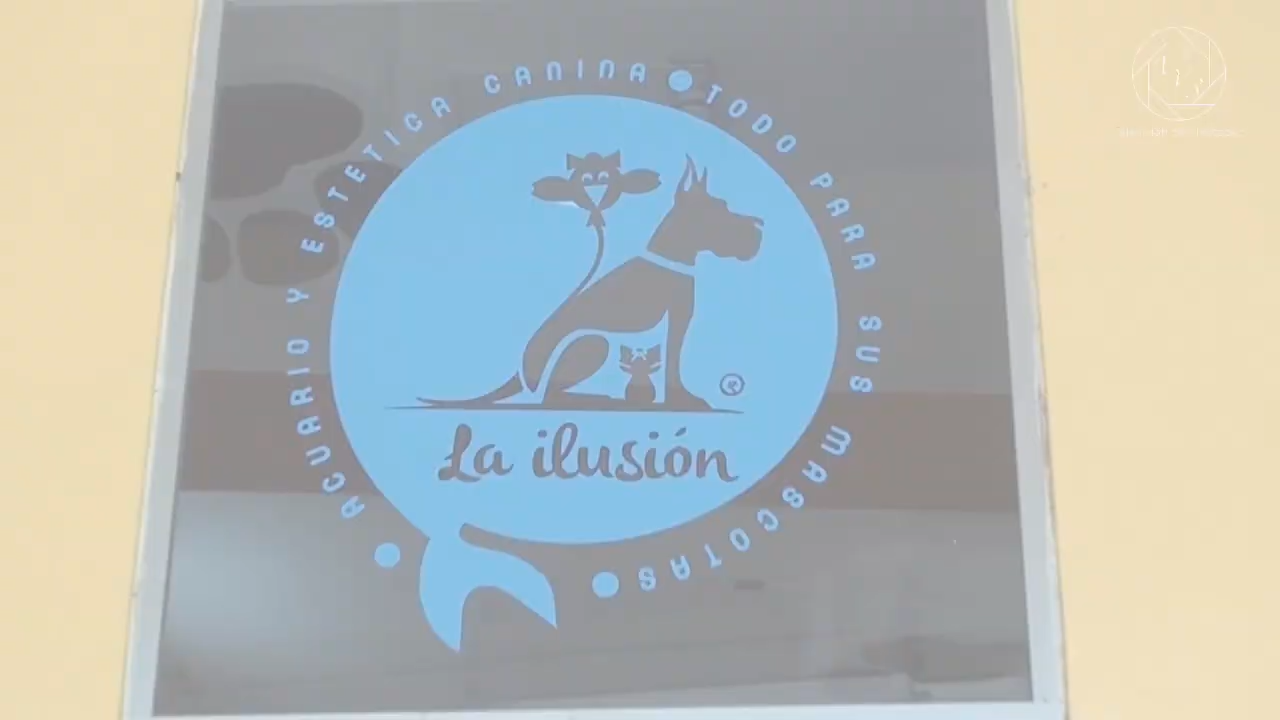 ACUARIO Y ESTETICA CANINA • TODO PARA SUS MASCOTAS •
®
La ilusión